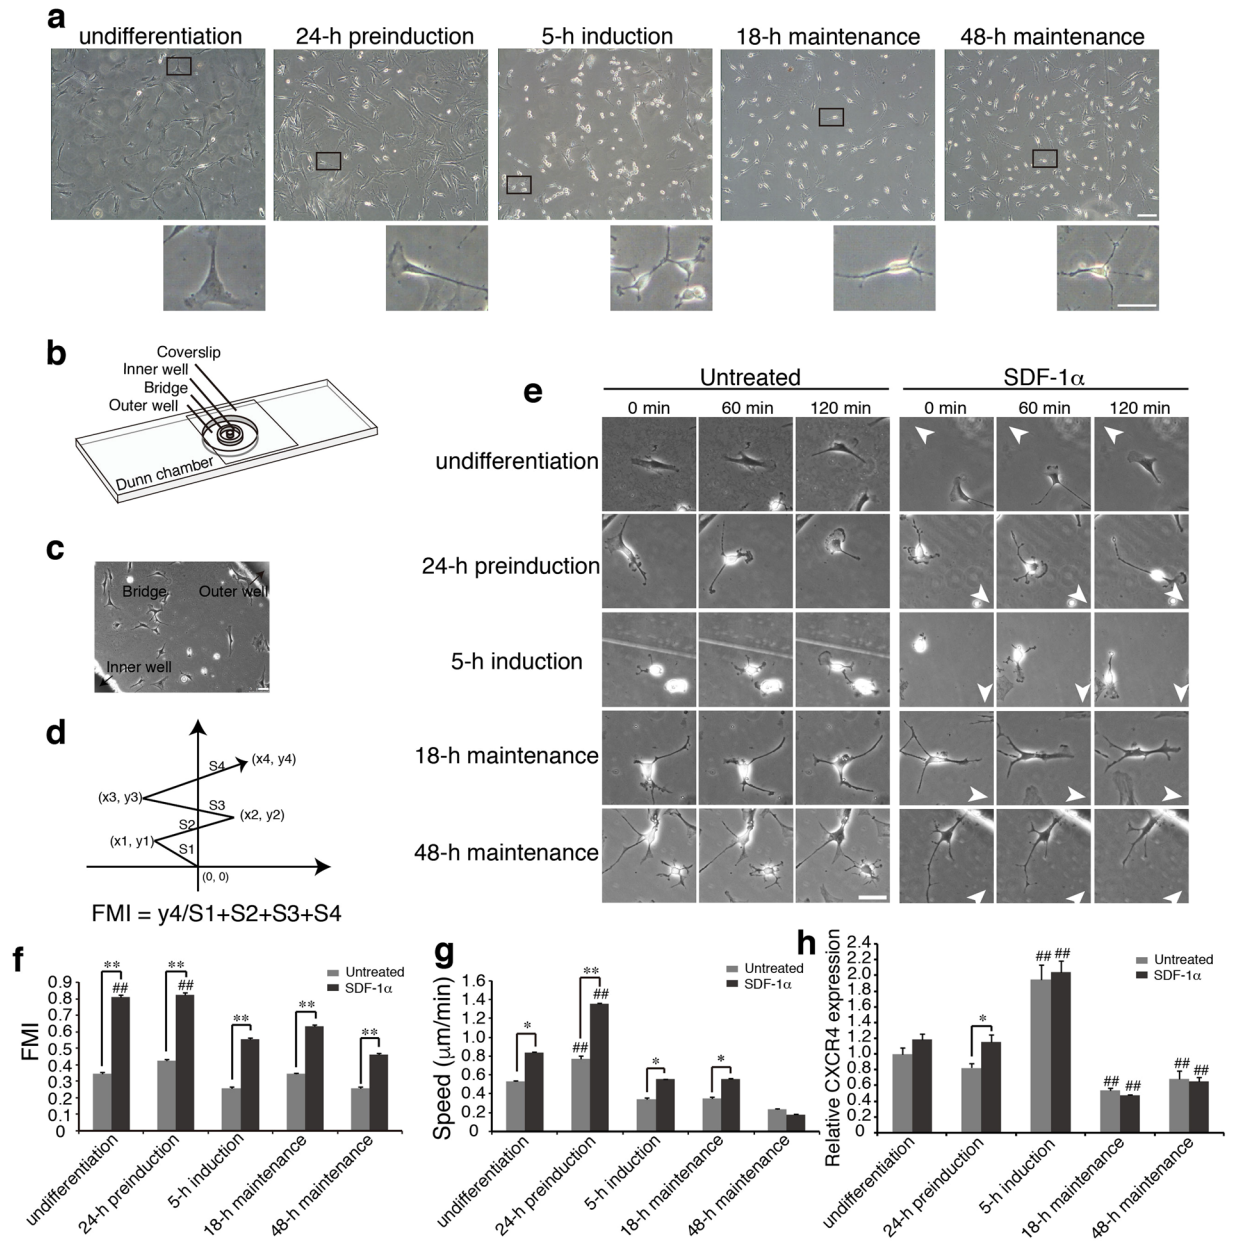 a
undifferentiation 24-h preinduction 5-h induction 18-h maintenance 48-h maintenance
b
Coverslip
Inner well
Bridge
Outer well
Dunn chamber
c
Bridge Outer well
Inner well
d
S4 (x4, y4)
(x3, y3)
S3
(x2, y2)
S2
(x1, y1)
S1
(0, 0)
FMI = y4/S1+S2+S3+S4
e
Untreated SDF-1α
0 min 60 min 120 min 0 min 60 min 120 min
undifferentiation
24-h preinduction
5-h induction
18-h maintenance
48-h maintenance
f
Untreated
SDF-1α
FMI
0.9
0.8
0.7
0.6
0.5
0.4
0.3
0.2
0.1
0
** ** ** ** **
## ##
undifferentiation
24-h preinduction
5-h induction
18-h maintenance
48-h maintenance
g
Untreated
SDF-1α
Speed (μm/min)
1.6
1.4
1.2
1.0
0.8
0.6
0.4
0.2
0
* ** * *
## ##
undifferentiation
24-h preinduction
5-h induction
18-h maintenance
48-h maintenance
h
Untreated
SDF-1α
Relative CXCR4 expression
2.4
2.2
2.0
1.8
1.6
1.4
1.2
1.0
0.8
0.6
0.4
0.2
0
*
## ## ## ## ## ##
undifferentiation
24-h preinduction
5-h induction
18-h maintenance
48-h maintenance